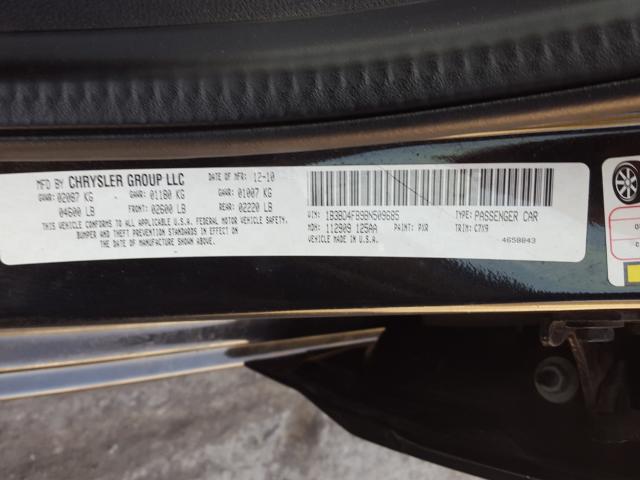 MFD BY CHRYSLER GROUP LLC
DATE OF MFR: 12-10
GVWR: 02087 KG
04600 LB
GAWR: 01180 KG
FRONT: 02600 LB
GAWR: 01007 KG
REAR: 02220 LB
THIS VEHICLE CONFORMS TO ALL APPLICABLE U.S.A. FEDERAL MOTOR VEHICLE SAFETY,
BUMPER AND THEFT PREVENTION STANDARDS IN EFFECT ON
THE DATE OF MANUFACTURE SHOWN ABOVE.
VIN: 1B3BD4FB9BN509685
TYPE: PASSENGER CAR
MDH: 112909 125AA
PAINT: PXR
TRIM: C7X9
VEHICLE MADE IN U.S.A.
4658043